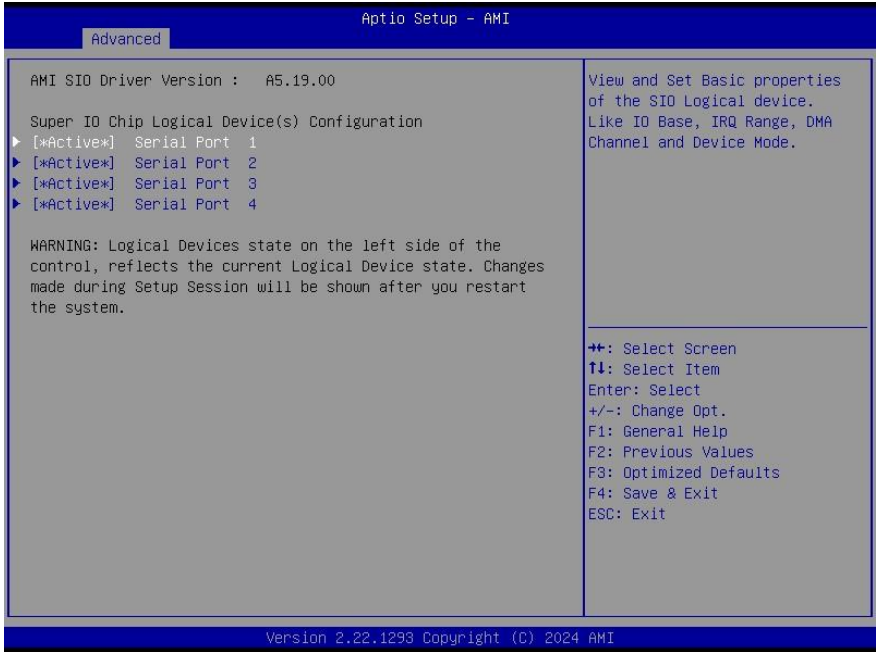 Aptio Setup – AMI
Advanced
AMI SIO Driver Version :   A5.19.00
Super IO Chip Logical Device(s) Configuration
[*Active*]  Serial Port  1
[*Active*]  Serial Port  2
[*Active*]  Serial Port  3
[*Active*]  Serial Port  4
WARNING: Logical Devices state on the left side of the
control, reflects the current Logical Device state. Changes
made during Setup Session will be shown after you restart
the system.
View and Set Basic properties
of the SIO Logical device.
Like IO Base, IRQ Range, DMA
Channel and Device Mode.
→←: Select Screen
↑↓: Select Item
Enter: Select
+/-: Change Opt.
F1: General Help
F2: Previous Values
F3: Optimized Defaults
F4: Save & Exit
ESC: Exit
Version 2.22.1293 Copyright (C) 2024 AMI